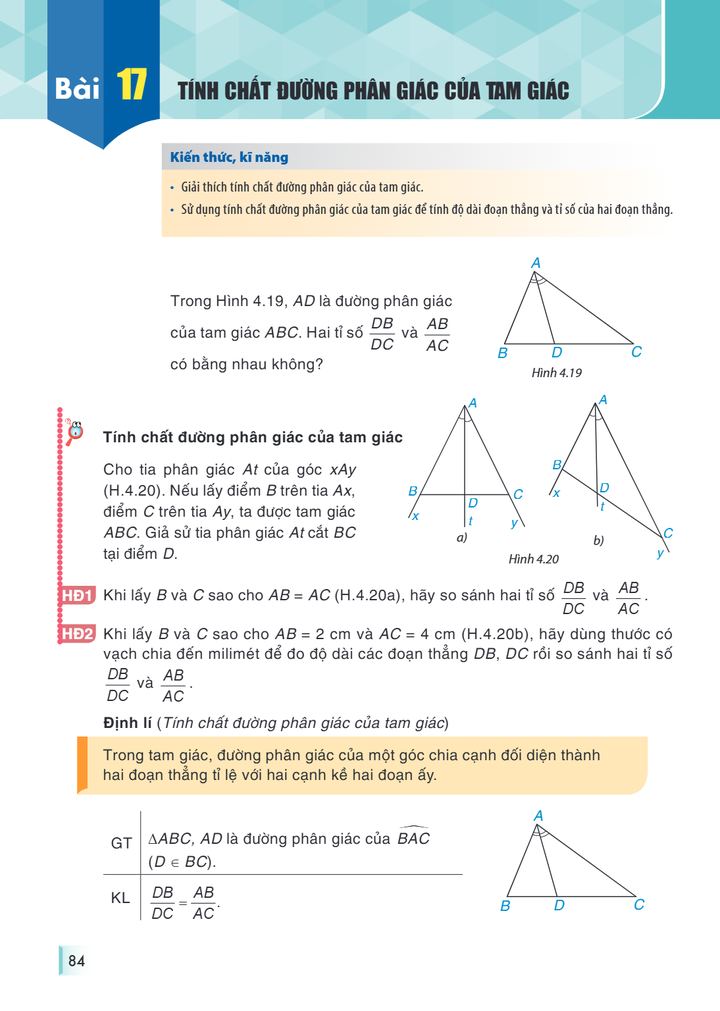 Bài 17
TÍNH CHẤT ĐƯỜNG PHÂN GIÁC CỦA TAM GIÁC
Kiến thức, kĩ năng
• Giải thích tính chất đường phân giác của tam giác.
• Sử dụng tính chất đường phân giác của tam giác để tính độ dài đoạn thẳng và tỉ số của hai đoạn thẳng.
Trong Hình 4.19, AD là đường phân giác
của tam giác ABC. Hai tỉ số DB/DC và AB/AC
có bằng nhau không?
A
B D C
Hình 4.19
Tính chất đường phân giác của tam giác
Cho tia phân giác At của góc xAy
(H.4.20). Nếu lấy điểm B trên tia Ax,
điểm C trên tia Ay, ta được tam giác
ABC. Giả sử tia phân giác At cắt BC
tại điểm D.
A
B D C
x t y
a)
A
B
x D
t
C
y
b)
Hình 4.20
HĐ1 Khi lấy B và C sao cho AB = AC (H.4.20a), hãy so sánh hai tỉ số DB/DC và AB/AC.
HĐ2 Khi lấy B và C sao cho AB = 2 cm và AC = 4 cm (H.4.20b), hãy dùng thước có
vạch chia đến milimét để đo độ dài các đoạn thẳng DB, DC rồi so sánh hai tỉ số
DB/DC và AB/AC.
Định lí (Tính chất đường phân giác của tam giác)
Trong tam giác, đường phân giác của một góc chia cạnh đối diện thành
hai đoạn thẳng tỉ lệ với hai cạnh kề hai đoạn ấy.
GT ΔABC, AD là đường phân giác của BAC
(D ∈ BC).
KL DB/DC = AB/AC.
A
B D C
84